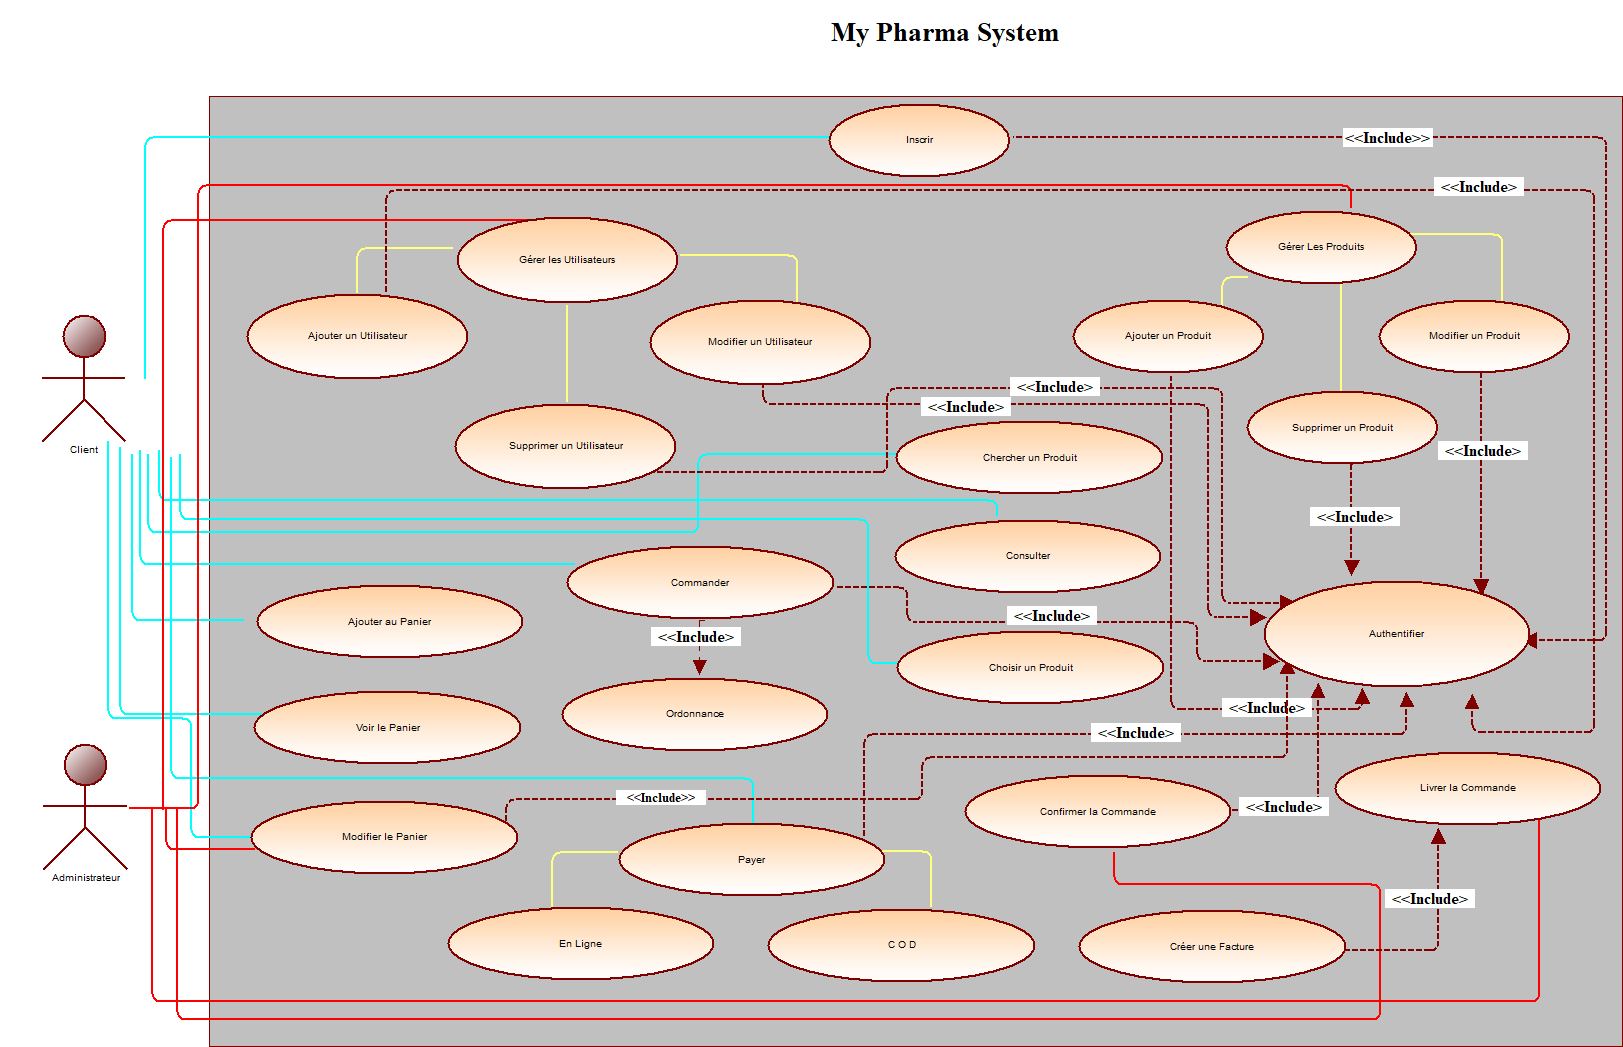 My Pharma System
Inscrir
<<Include>>
<<Include>
Gérer les Utilisateurs
Gérer Les Produits
Ajouter un Utilisateur
Modifier un Utilisateur
Ajouter un Produit
Modifier un Produit
<<Include>
<<Include>
Client
Supprimer un Utilisateur
Chercher un Produit
Supprimer un Produit
<<Include>
<<Include>
Consulter
Commander
Ajouter au Panier
<<Include>
<<Include>
Authentifier
Choisir un Produit
Ordonnance
<<Include>
Voir le Panier
<<Include>
Livrer la Commande
<<Include>>
Confirmer la Commande
<<Include>
Modifier le Panier
Payer
Administrateur
<<Include>
En Ligne
C O D
Créer une Facture